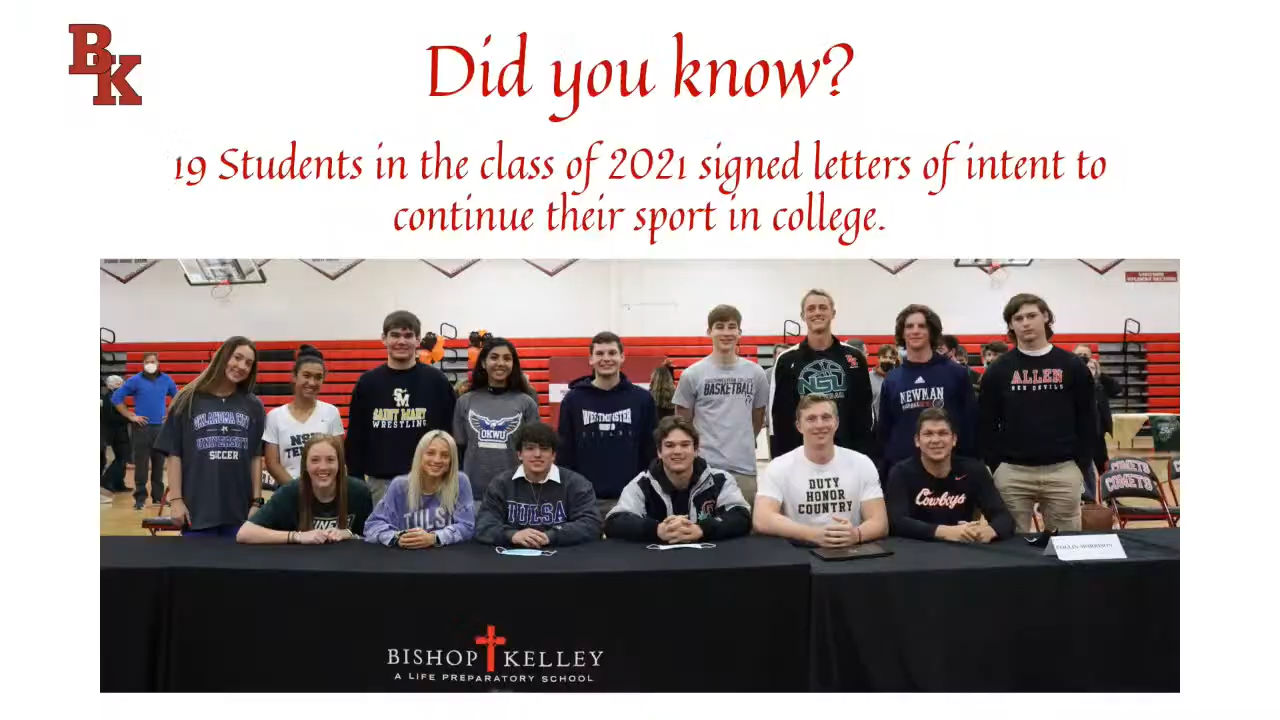 BK
Did you know?
19 Students in the class of 2021 signed letters of intent to
continue their sport in college.
OKLAHOMA CITY
UNIVERSITY
SOCCER
SM
SAINT MARY
WRESTLING
OKWU
WESTMINSTER
BASKETBALL
NSU
BK
NEWMAN
ALLEN
RED DEVILS
TULSA
TULSA
DUTY
HONOR
COUNTRY
Cowboys
COMETS
COMETS
BISHOP KELLEY
A LIFE PREPARATORY SCHOOL